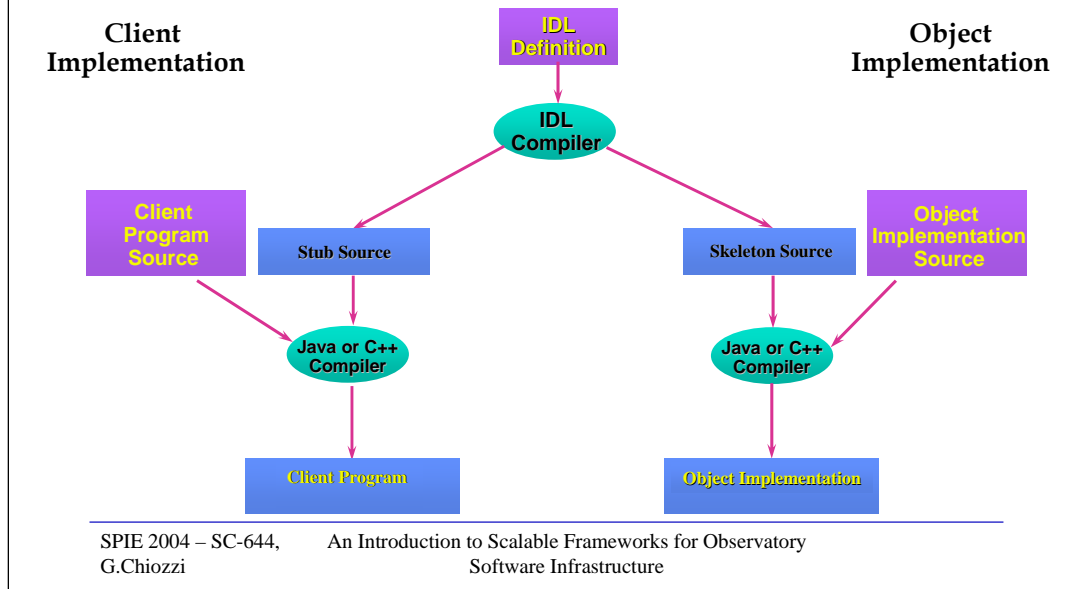 Client
Implementation
IDL
Definition
Object
Implementation
IDL
Compiler
Client
Program
Source
Stub Source
Skeleton Source
Object
Implementation
Source
Java or C++
Compiler
Java or C++
Compiler
Client Program
Object Implementation
SPIE 2004 – SC-644,
G.Chiozzi
An Introduction to Scalable Frameworks for Observatory
Software Infrastructure